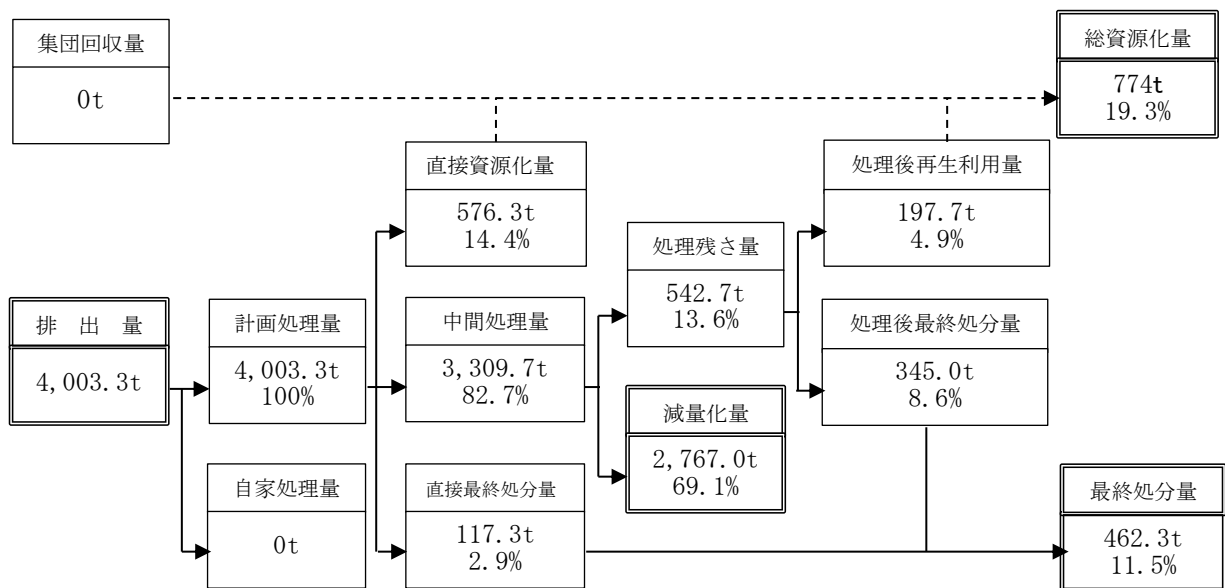 集団回収量
0t
総資源化量
774t
19.3%
直接資源化量
576.3t
14.4%
処理後再生利用量
197.7t
4.9%
処理残さ量
542.7t
13.6%
排 出 量
4,003.3t
計画処理量
4,003.3t
100%
中間処理量
3,309.7t
82.7%
処理後最終処分量
345.0t
8.6%
減量化量
2,767.0t
69.1%
自家処理量
0t
直接最終処分量
117.3t
2.9%
最終処分量
462.3t
11.5%